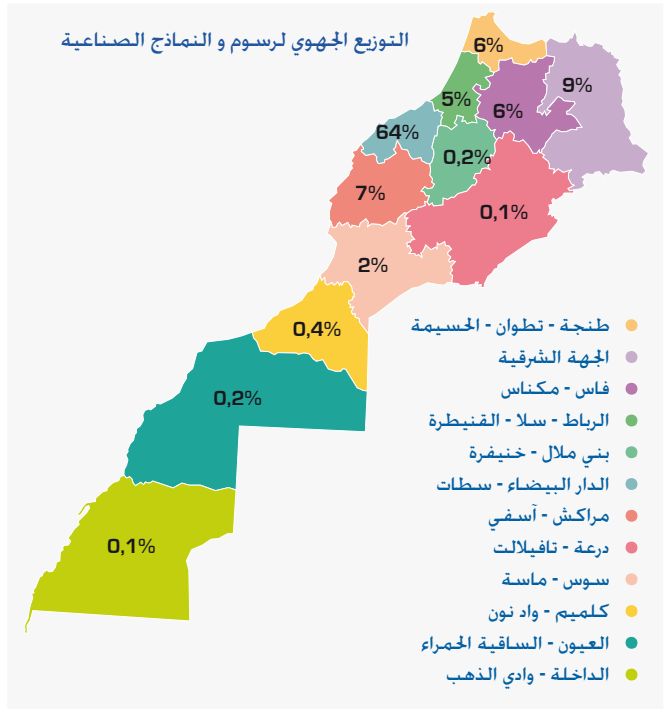 التوزيع الجهوي لرسوم و النماذج الصناعية
6%
9%
5%
6%
64%
0,2%
7%
0,1%
2%
0,4%
0,2%
0,1%
طنجة - تطوان - الحسيمة
الجهة الشرقية
فاس - مكناس
الرباط - سلا - القنيطرة
بني ملال - خنيفرة
الدار البيضاء - سطات
مراكش - آسفي
درعة - تافيلالت
سوس - ماسة
كلميم - واد نون
العيون - الساقية الحمراء
الداخلة - وادي الذهب